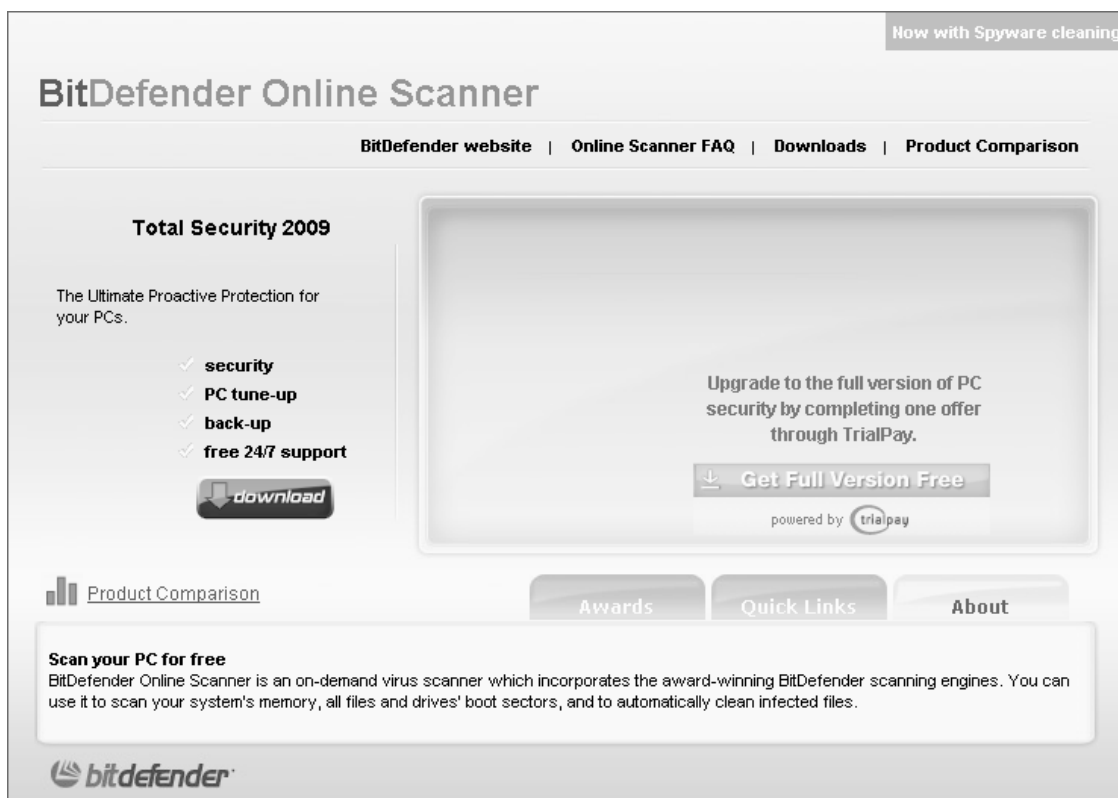 Now with Spyware cleaning
BitDefender Online Scanner
BitDefender website | Online Scanner FAQ | Downloads | Product Comparison
Total Security 2009
The Ultimate Proactive Protection for
your PCs.
security
PC tune-up
back-up
free 24/7 support
download
Upgrade to the full version of PC
security by completing one offer
through TrialPay.
Get Full Version Free
powered by trialpay
Product Comparison
Awards
Quick Links
About
Scan your PC for free
BitDefender Online Scanner is an on-demand virus scanner which incorporates the award-winning BitDefender scanning engines. You can
use it to scan your system's memory, all files and drives' boot sectors, and to automatically clean infected files.
bitdefender